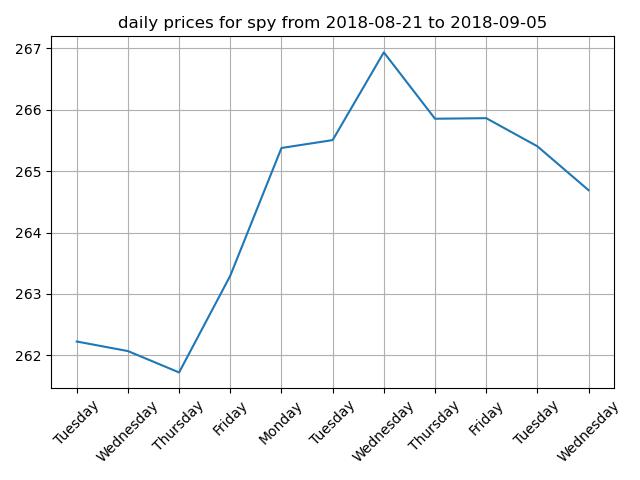 daily prices for spy from 2018-08-21 to 2018-09-05
267
266
265
264
263
262
Tuesday
Wednesday
Thursday
Friday
Monday
Tuesday
Wednesday
Thursday
Friday
Tuesday
Wednesday